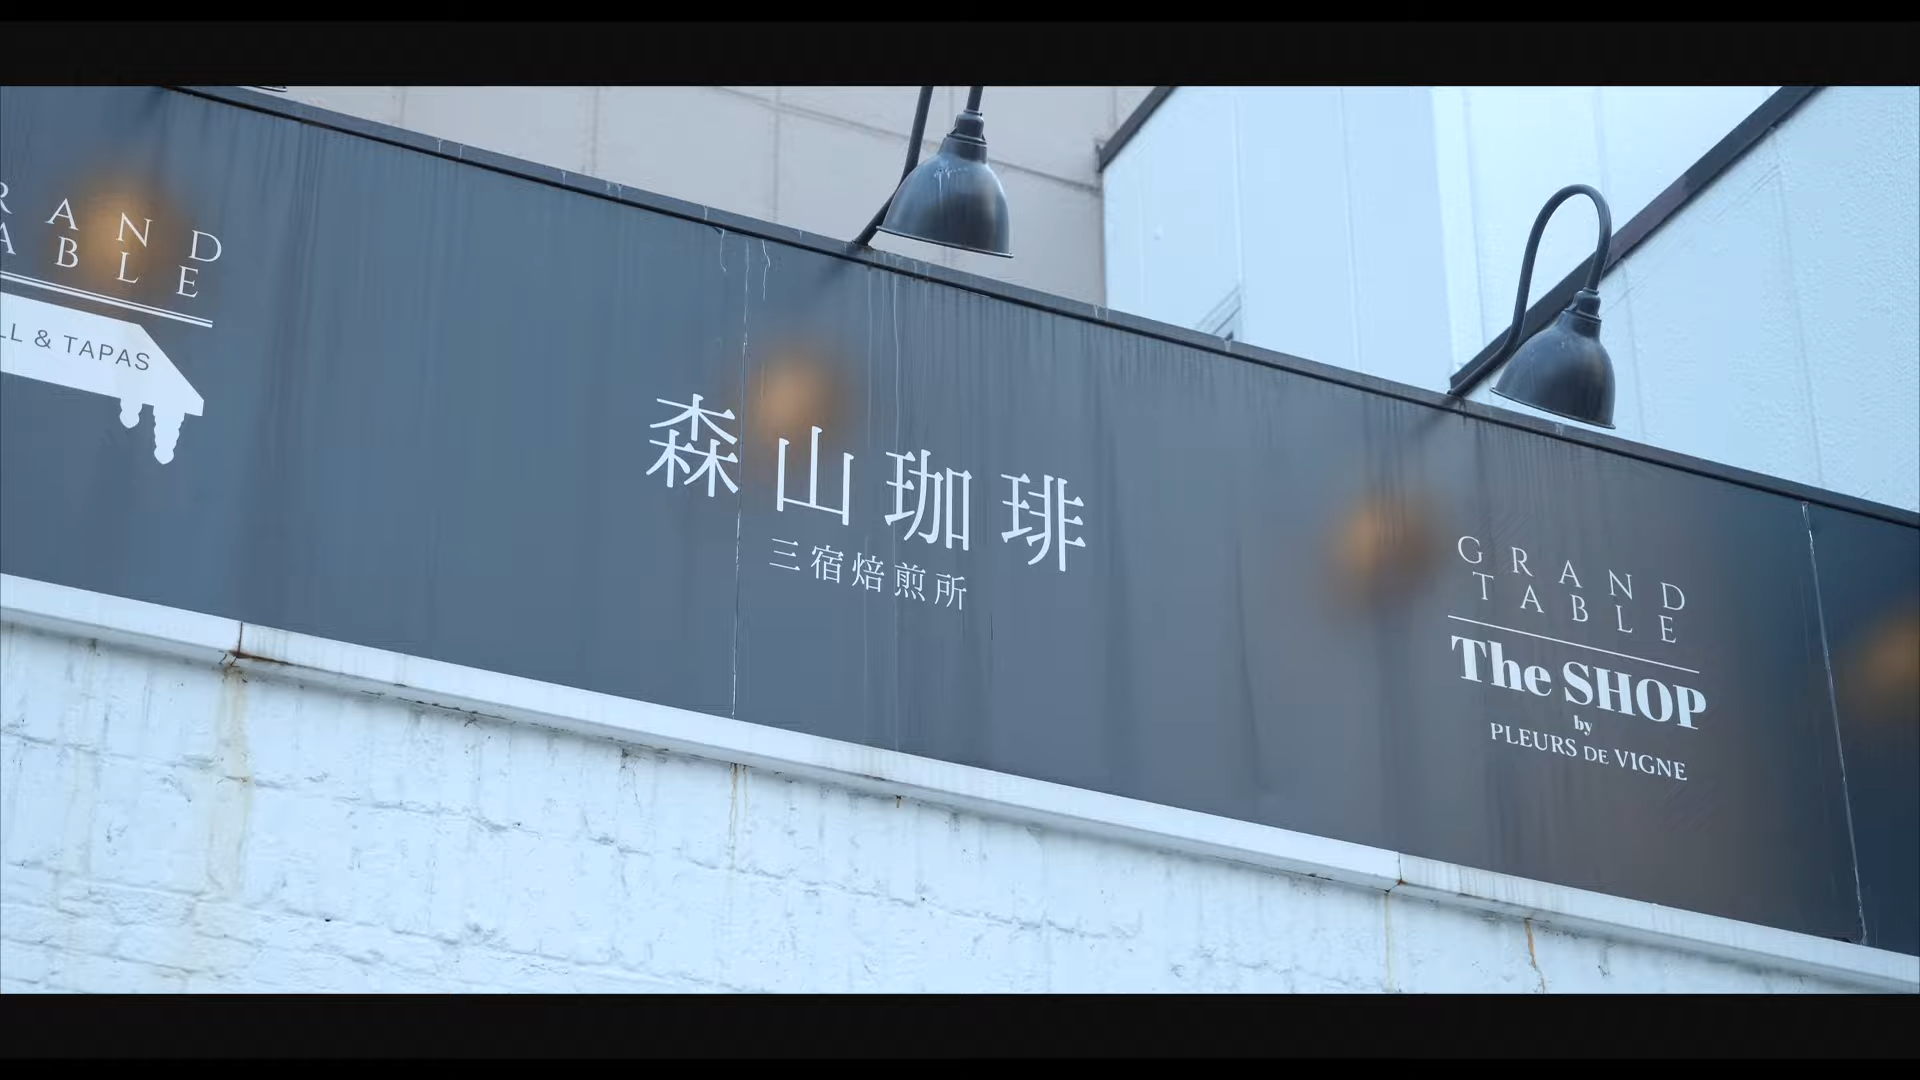 RAND
ABLE
LL & TAPAS
森山珈琲
三宿焙煎所
GRAND
TABLE
The SHOP
by
PLEURS DE VIGNE